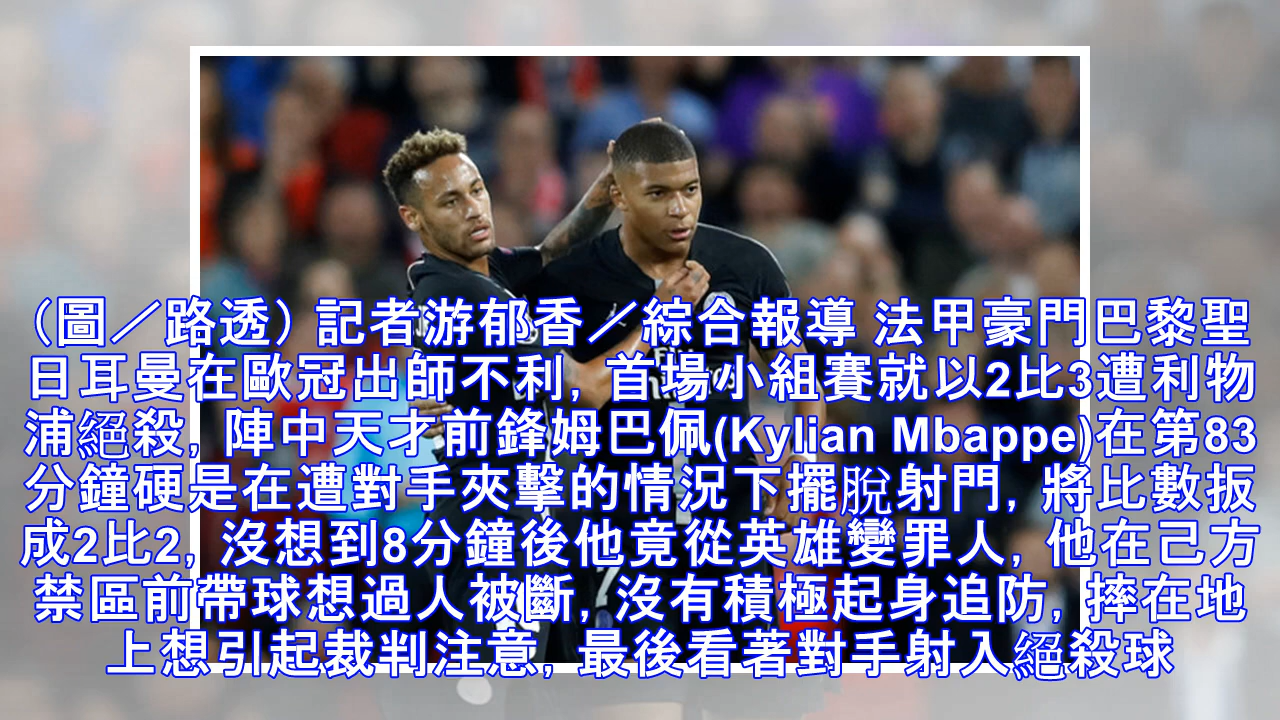 （圖／路透）記者游郁香／綜合報導 法甲豪門巴黎聖
日耳曼在歐冠出師不利, 首場小組賽就以2比3遭利物
浦絕殺, 陣中天才前鋒姆巴佩(Kylian Mbappe)在第83
分鐘硬是在遭對手夾擊的情況下擺脫射門, 將比數扳
成2比2, 沒想到8分鐘後他竟從英雄變罪人, 他在己方
禁區前帶球想過人被斷, 沒有積極起身追防, 摔在地
上想引起裁判注意, 最後看著對手射入絕殺球